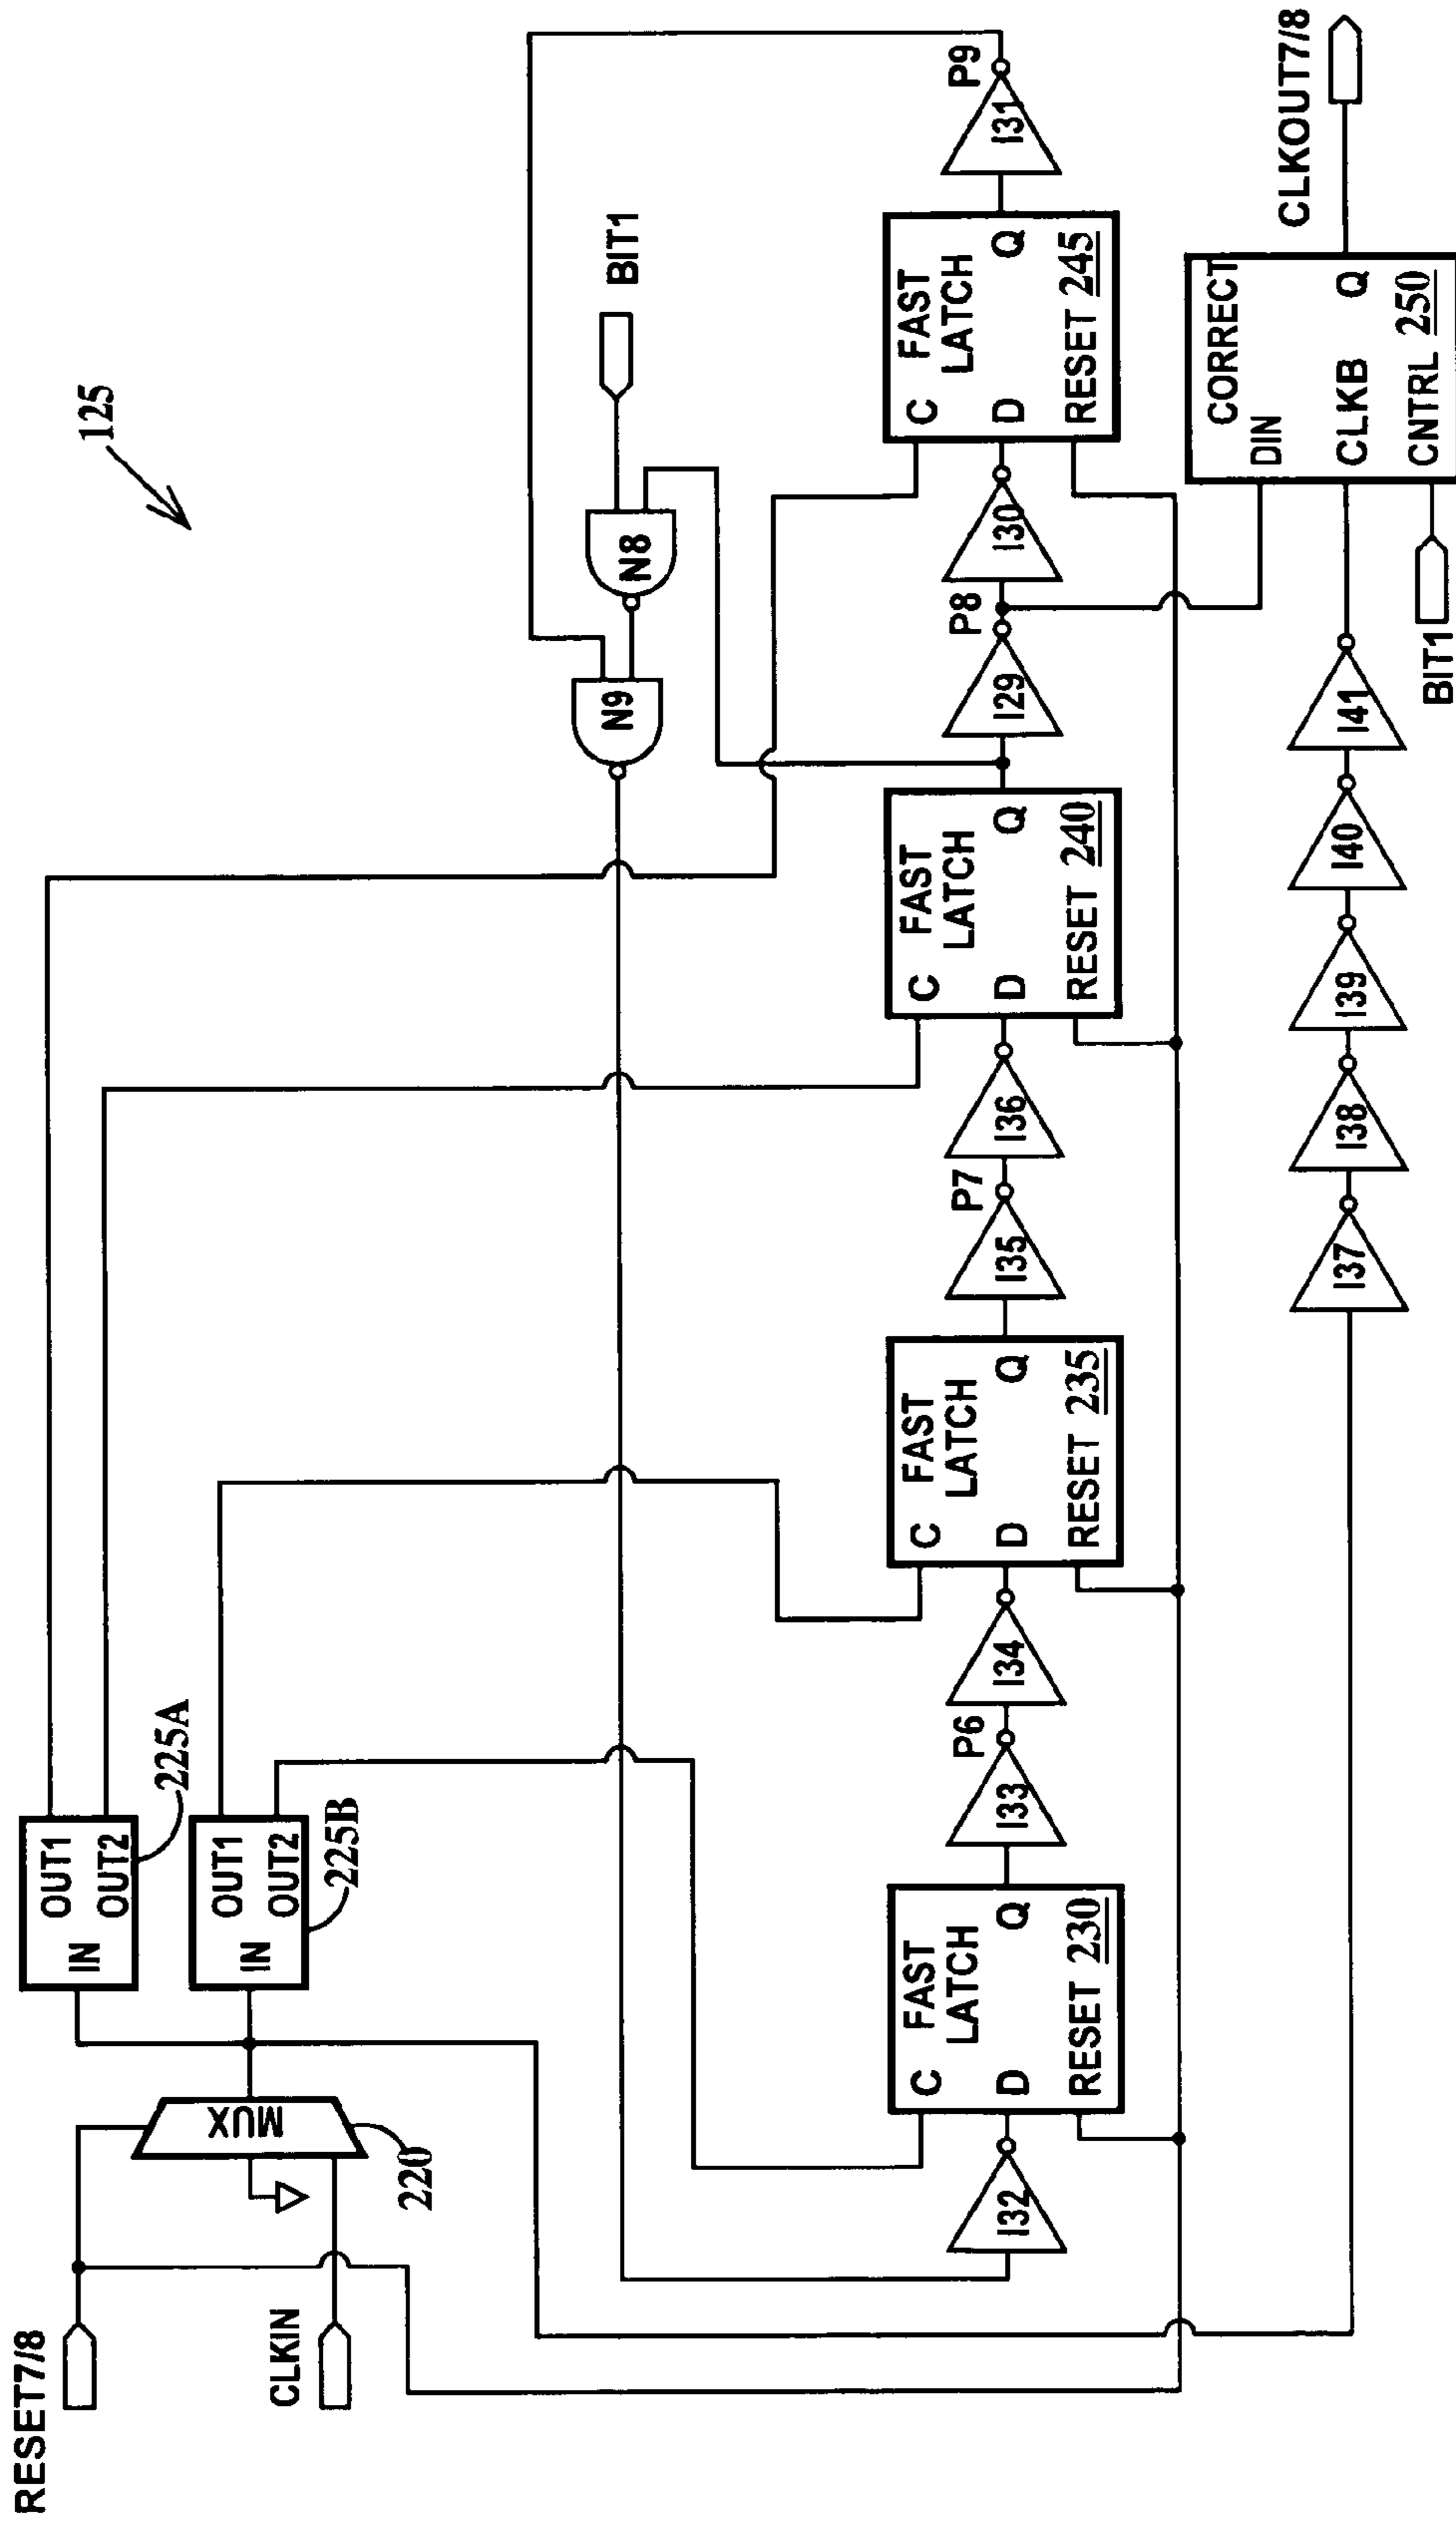 125
RESET7/8
CLKIN
MUX
220
IN
OUT1
OUT2
225A
IN
OUT1
OUT2
225B
N9
N8
BIT1
I32
FAST
LATCH
C
D
Q
RESET 230
I33
P6
I34
FAST
LATCH
C
D
Q
RESET 235
I35
P7
I36
FAST
LATCH
C
D
Q
RESET 240
I29
P8
I30
FAST
LATCH
C
D
Q
RESET 245
I31
P9
I37
I38
I39
I40
I41
BIT1
CORRECT
DIN
CLKB
Q
CNTRL 250
CLKOUT7/8